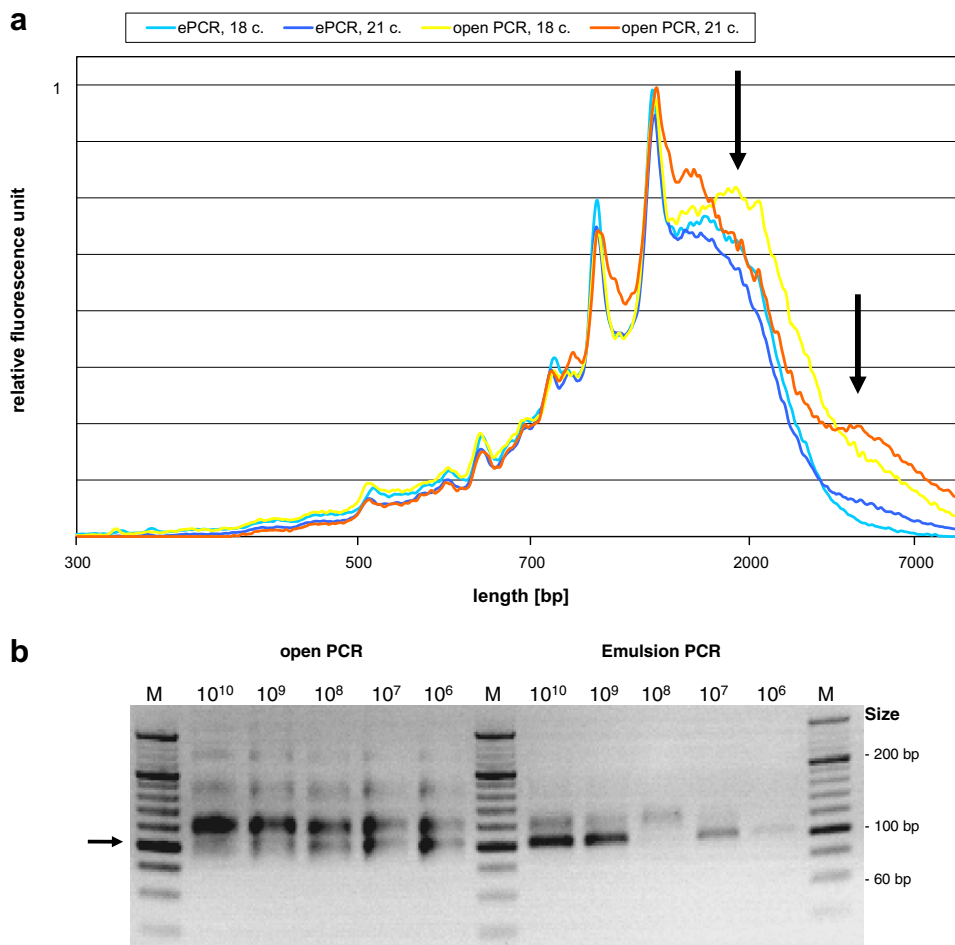 a
ePCR, 18 c. ePCR, 21 c. open PCR, 18 c. open PCR, 21 c.
1
relative fluorescence unit
300 500 700 2000 7000
length [bp]
b
open PCR Emulsion PCR
M 10¹⁰ 10⁹ 10⁸ 10⁷ 10⁶ M 10¹⁰ 10⁹ 10⁸ 10⁷ 10⁶ M
Size
- 200 bp
- 100 bp
- 60 bp